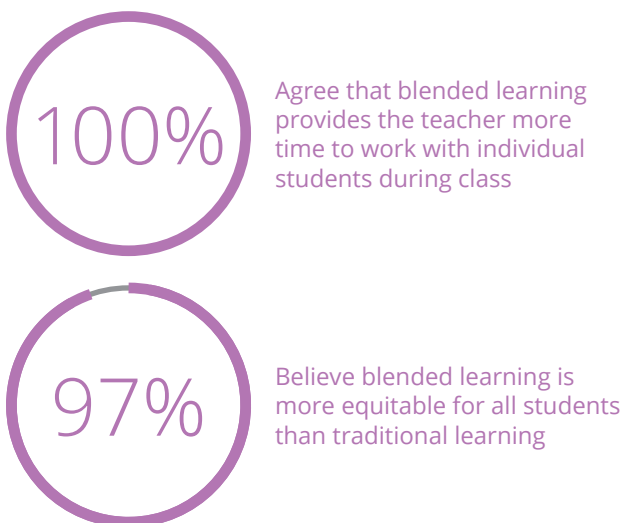 100%
Agree that blended learning
provides the teacher more
time to work with individual
students during class
97%
Believe blended learning is
more equitable for all students
than traditional learning